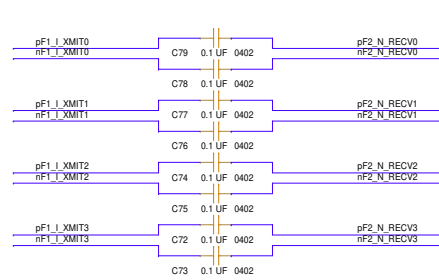 pF1_I_XMIT0 pF2_N_RECV0
nF1_I_XMIT0 C79 0.1 UF 0402 nF2_N_RECV0
C78 0.1 UF 0402
pF1_I_XMIT1 pF2_N_RECV1
nF1_I_XMIT1 C77 0.1 UF 0402 nF2_N_RECV1
C76 0.1 UF 0402
pF1_I_XMIT2 pF2_N_RECV2
nF1_I_XMIT2 C74 0.1 UF 0402 nF2_N_RECV2
C75 0.1 UF 0402
pF1_I_XMIT3 pF2_N_RECV3
nF1_I_XMIT3 C72 0.1 UF 0402 nF2_N_RECV3
C73 0.1 UF 0402